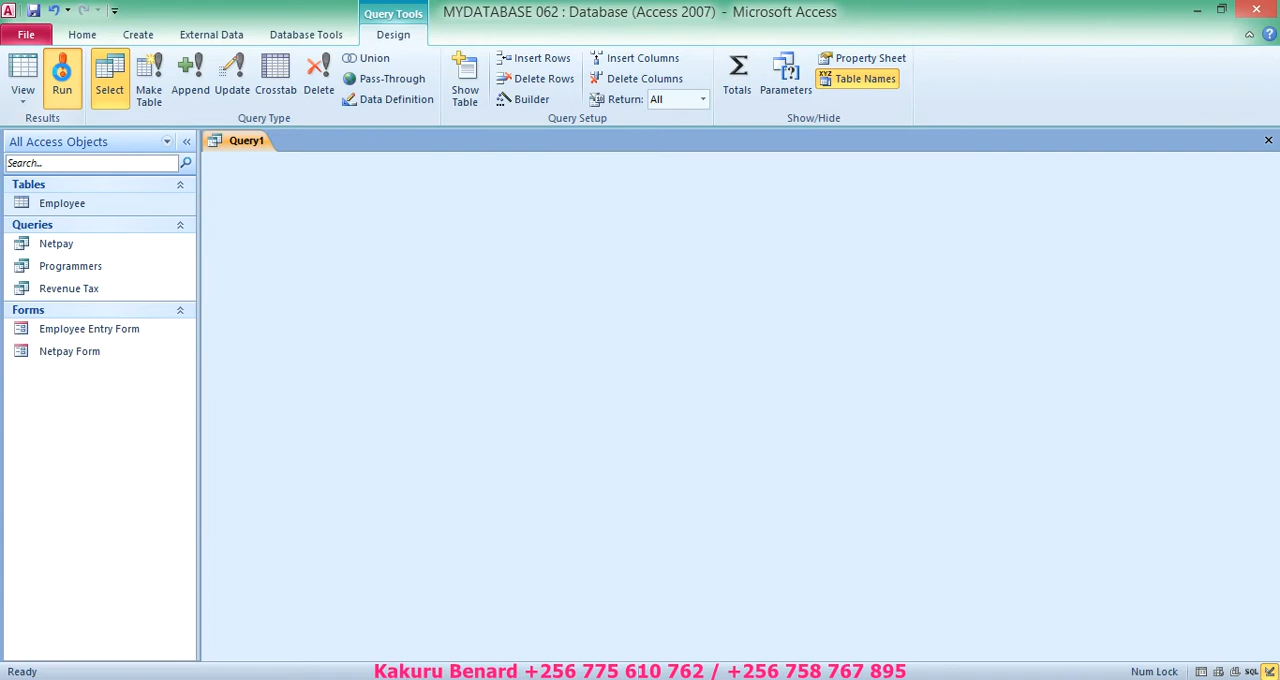 Query Tools
MYDATABASE 062 : Database (Access 2007) - Microsoft Access
File Home Create External Data Database Tools Design
View
Run
Results
Select
Make Table
Append
Update
Crosstab
Delete
Union
Pass-Through
Data Definition
Query Type
Show Table
Insert Rows
Delete Rows
Builder
Insert Columns
Delete Columns
Return: All
Query Setup
Totals
Parameters
Property Sheet
XYZ Table Names
Show/Hide
All Access Objects
Search...
Tables
Employee
Queries
Netpay
Programmers
Revenue Tax
Forms
Employee Entry Form
Netpay Form
Query1
Ready
Kakuru Benard +256 775 610 762 / +256 758 767 895
Num Lock
SQL